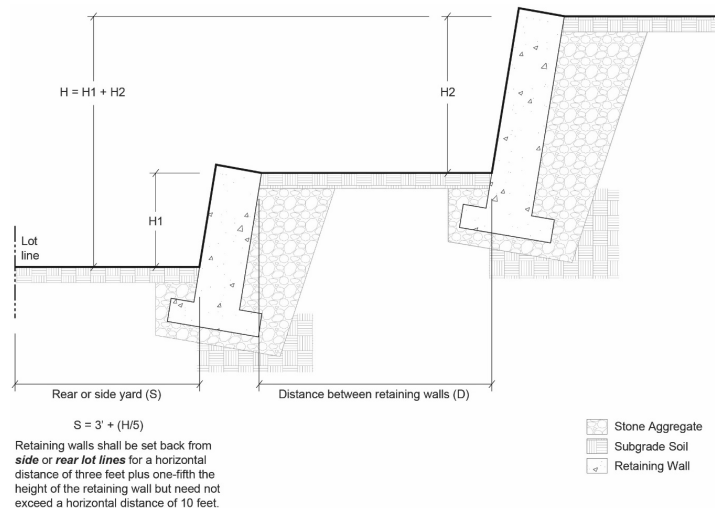 H = H1 + H2
H2
H1
Lot
line
Rear or side yard (S)
Distance between retaining walls (D)
S = 3' + (H/5)
Retaining walls shall be set back from
side or rear lot lines for a horizontal
distance of three feet plus one-fifth the
height of the retaining wall but need not
exceed a horizontal distance of 10 feet.
Stone Aggregate
Subgrade Soil
Retaining Wall